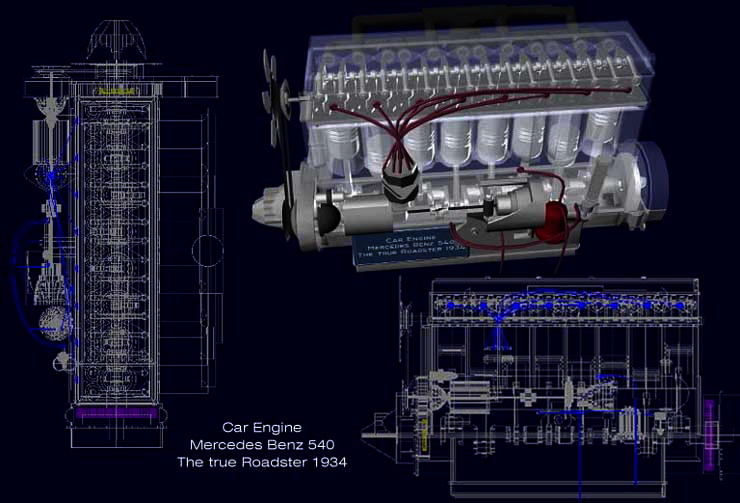 CAR ENGINE
MERCEDES BENZ 540
THE TRUE ROADSTER 1934
Car Engine
Mercedes Benz 540
The true Roadster 1934